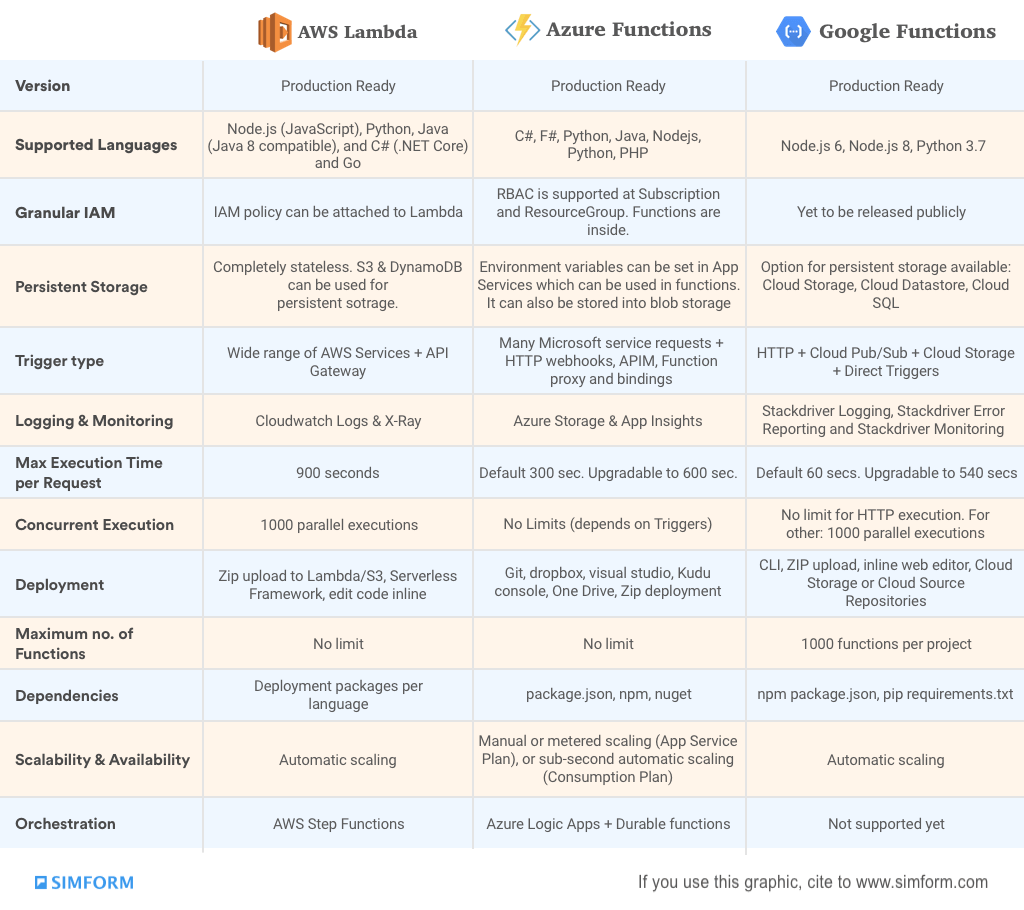 AWS Lambda
Azure Functions
Google Functions
Version
Production Ready
Production Ready
Production Ready
Supported Languages
Node.js (JavaScript), Python, Java
(Java 8 compatible), and C# (.NET Core)
and Go
C#, F#, Python, Java, Nodejs,
Python, PHP
Node.js 6, Node.js 8, Python 3.7
Granular IAM
IAM policy can be attached to Lambda
RBAC is supported at Subscription
and ResourceGroup. Functions are
inside.
Yet to be released publicly
Persistent Storage
Completely stateless. S3 & DynamoDB
can be used for
persistent sotrage.
Environment variables can be set in App
Services which can be used in functions.
It can also be stored into blob storage
Option for persistent storage available:
Cloud Storage, Cloud Datastore, Cloud
SQL
Trigger type
Wide range of AWS Services + API
Gateway
Many Microsoft service requests +
HTTP webhooks, APIM, Function
proxy and bindings
HTTP + Cloud Pub/Sub + Cloud Storage
+ Direct Triggers
Logging & Monitoring
Cloudwatch Logs & X-Ray
Azure Storage & App Insights
Stackdriver Logging, Stackdriver Error
Reporting and Stackdriver Monitoring
Max Execution Time
per Request
900 seconds
Default 300 sec. Upgradable to 600 sec.
Default 60 secs. Upgradable to 540 secs
Concurrent Execution
1000 parallel executions
No Limits (depends on Triggers)
No limit for HTTP execution. For
other: 1000 parallel executions
Deployment
Zip upload to Lambda/S3, Serverless
Framework, edit code inline
Git, dropbox, visual studio, Kudu
console, One Drive, Zip deployment
CLI, ZIP upload, inline web editor, Cloud
Storage or Cloud Source
Repositories
Maximum no. of
Functions
No limit
No limit
1000 functions per project
Dependencies
Deployment packages per
language
package.json, npm, nuget
npm package.json, pip requirements.txt
Scalability & Availability
Automatic scaling
Manual or metered scaling (App Service
Plan), or sub-second automatic scaling
(Consumption Plan)
Automatic scaling
Orchestration
AWS Step Functions
Azure Logic Apps + Durable functions
Not supported yet
SIMFORM
If you use this graphic, cite to www.simform.com